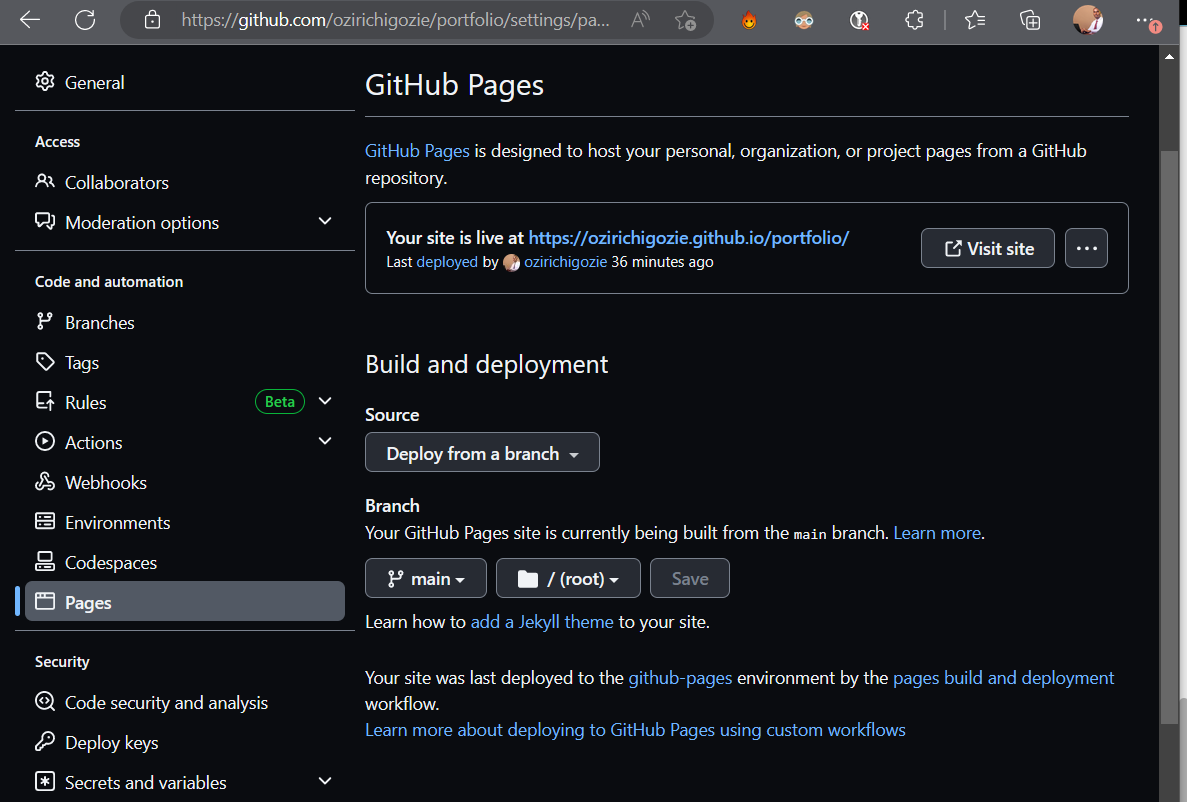 https://github.com/ozirichigozie/portfolio/settings/pa...
General
Access
Collaborators
Moderation options
Code and automation
Branches
Tags
Rules Beta
Actions
Webhooks
Environments
Codespaces
Pages
Security
Code security and analysis
Deploy keys
Secrets and variables
GitHub Pages
GitHub Pages is designed to host your personal, organization, or project pages from a GitHub
repository.
Your site is live at https://ozirichigozie.github.io/portfolio/
Last deployed by ozirichigozie 36 minutes ago
Visit site
Build and deployment
Source
Deploy from a branch
Branch
Your GitHub Pages site is currently being built from the main branch. Learn more.
main / (root) Save
Learn how to add a Jekyll theme to your site.
Your site was last deployed to the github-pages environment by the pages build and deployment
workflow.
Learn more about deploying to GitHub Pages using custom workflows